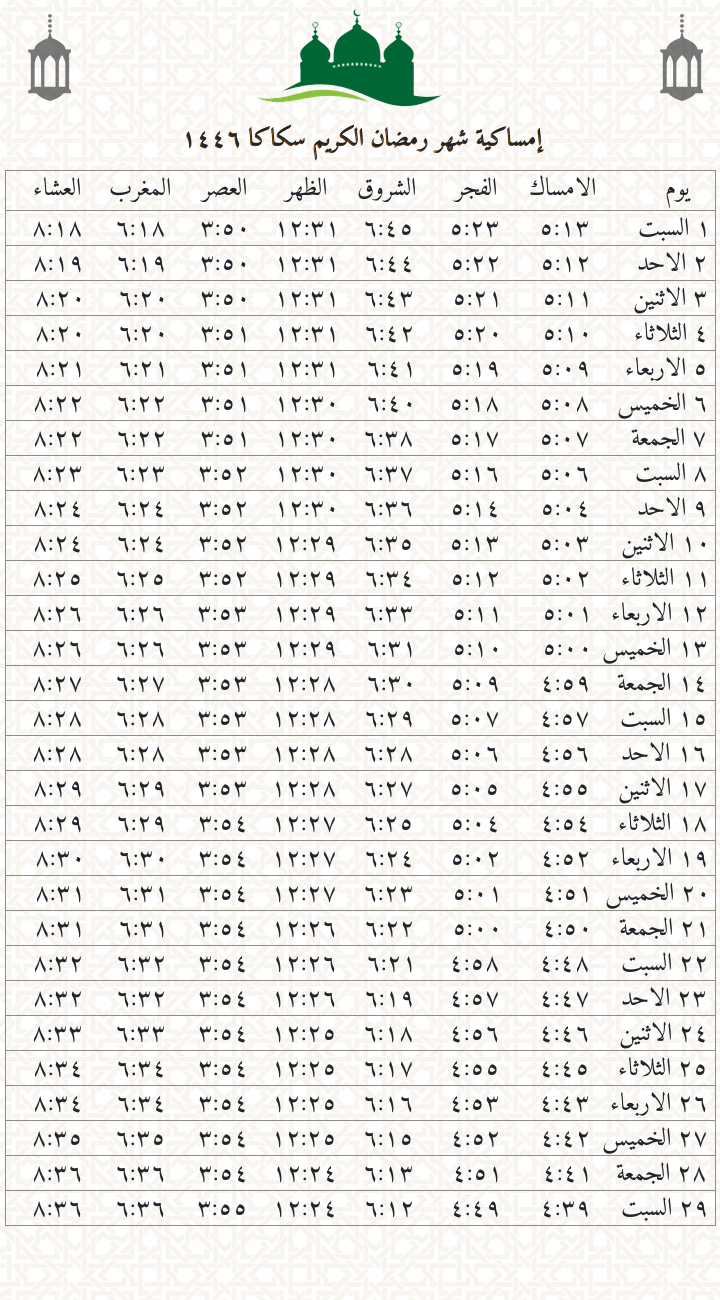 إمساكية شهر رمضان الكريم سكاكا ١٤٤٦
يوم الامساك الفجر الشروق الظهر العصر المغرب العشاء
١ السبت ٥:١٣ ٥:٢٣ ٦:٤٥ ١٢:٣١ ٣:٥٠ ٦:١٨ ٨:١٨
٢ الاحد ٥:١٢ ٥:٢٢ ٦:٤٤ ١٢:٣١ ٣:٥٠ ٦:١٩ ٨:١٩
٣ الاثنين ٥:١١ ٥:٢١ ٦:٤٣ ١٢:٣١ ٣:٥٠ ٦:٢٠ ٨:٢٠
٤ الثلاثاء ٥:١٠ ٥:٢٠ ٦:٤٢ ١٢:٣١ ٣:٥١ ٦:٢٠ ٨:٢٠
٥ الاربعاء ٥:٠٩ ٥:١٩ ٦:٤١ ١٢:٣١ ٣:٥١ ٦:٢١ ٨:٢١
٦ الخميس ٥:٠٨ ٥:١٨ ٦:٤٠ ١٢:٣٠ ٣:٥١ ٦:٢٢ ٨:٢٢
٧ الجمعة ٥:٠٧ ٥:١٧ ٦:٣٨ ١٢:٣٠ ٣:٥١ ٦:٢٢ ٨:٢٢
٨ السبت ٥:٠٦ ٥:١٦ ٦:٣٧ ١٢:٣٠ ٣:٥٢ ٦:٢٣ ٨:٢٣
٩ الاحد ٥:٠٤ ٥:١٤ ٦:٣٦ ١٢:٣٠ ٣:٥٢ ٦:٢٤ ٨:٢٤
١٠ الاثنين ٥:٠٣ ٥:١٣ ٦:٣٥ ١٢:٢٩ ٣:٥٢ ٦:٢٤ ٨:٢٤
١١ الثلاثاء ٥:٠٢ ٥:١٢ ٦:٣٤ ١٢:٢٩ ٣:٥٢ ٦:٢٥ ٨:٢٥
١٢ الاربعاء ٥:٠١ ٥:١١ ٦:٣٣ ١٢:٢٩ ٣:٥٣ ٦:٢٦ ٨:٢٦
١٣ الخميس ٥:٠٠ ٥:١٠ ٦:٣١ ١٢:٢٩ ٣:٥٣ ٦:٢٦ ٨:٢٦
١٤ الجمعة ٤:٥٩ ٥:٠٩ ٦:٣٠ ١٢:٢٨ ٣:٥٣ ٦:٢٧ ٨:٢٧
١٥ السبت ٤:٥٧ ٥:٠٧ ٦:٢٩ ١٢:٢٨ ٣:٥٣ ٦:٢٨ ٨:٢٨
١٦ الاحد ٤:٥٦ ٥:٠٦ ٦:٢٨ ١٢:٢٨ ٣:٥٣ ٦:٢٨ ٨:٢٨
١٧ الاثنين ٤:٥٥ ٥:٠٥ ٦:٢٧ ١٢:٢٨ ٣:٥٣ ٦:٢٩ ٨:٢٩
١٨ الثلاثاء ٤:٥٤ ٥:٠٤ ٦:٢٥ ١٢:٢٧ ٣:٥٤ ٦:٢٩ ٨:٢٩
١٩ الاربعاء ٤:٥٢ ٥:٠٢ ٦:٢٤ ١٢:٢٧ ٣:٥٤ ٦:٣٠ ٨:٣٠
٢٠ الخميس ٤:٥١ ٥:٠١ ٦:٢٣ ١٢:٢٧ ٣:٥٤ ٦:٣١ ٨:٣١
٢١ الجمعة ٤:٥٠ ٥:٠٠ ٦:٢٢ ١٢:٢٦ ٣:٥٤ ٦:٣١ ٨:٣١
٢٢ السبت ٤:٤٨ ٤:٥٨ ٦:٢١ ١٢:٢٦ ٣:٥٤ ٦:٣٢ ٨:٣٢
٢٣ الاحد ٤:٤٧ ٤:٥٧ ٦:١٩ ١٢:٢٦ ٣:٥٤ ٦:٣٢ ٨:٣٢
٢٤ الاثنين ٤:٤٦ ٤:٥٦ ٦:١٨ ١٢:٢٥ ٣:٥٤ ٦:٣٣ ٨:٣٣
٢٥ الثلاثاء ٤:٤٥ ٤:٥٥ ٦:١٧ ١٢:٢٥ ٣:٥٤ ٦:٣٤ ٨:٣٤
٢٦ الاربعاء ٤:٤٣ ٤:٥٣ ٦:١٦ ١٢:٢٥ ٣:٥٤ ٦:٣٤ ٨:٣٤
٢٧ الخميس ٤:٤٢ ٤:٥٢ ٦:١٥ ١٢:٢٥ ٣:٥٤ ٦:٣٥ ٨:٣٥
٢٨ الجمعة ٤:٤١ ٤:٥١ ٦:١٣ ١٢:٢٤ ٣:٥٤ ٦:٣٦ ٨:٣٦
٢٩ السبت ٤:٣٩ ٤:٤٩ ٦:١٢ ١٢:٢٤ ٣:٥٥ ٦:٣٦ ٨:٣٦